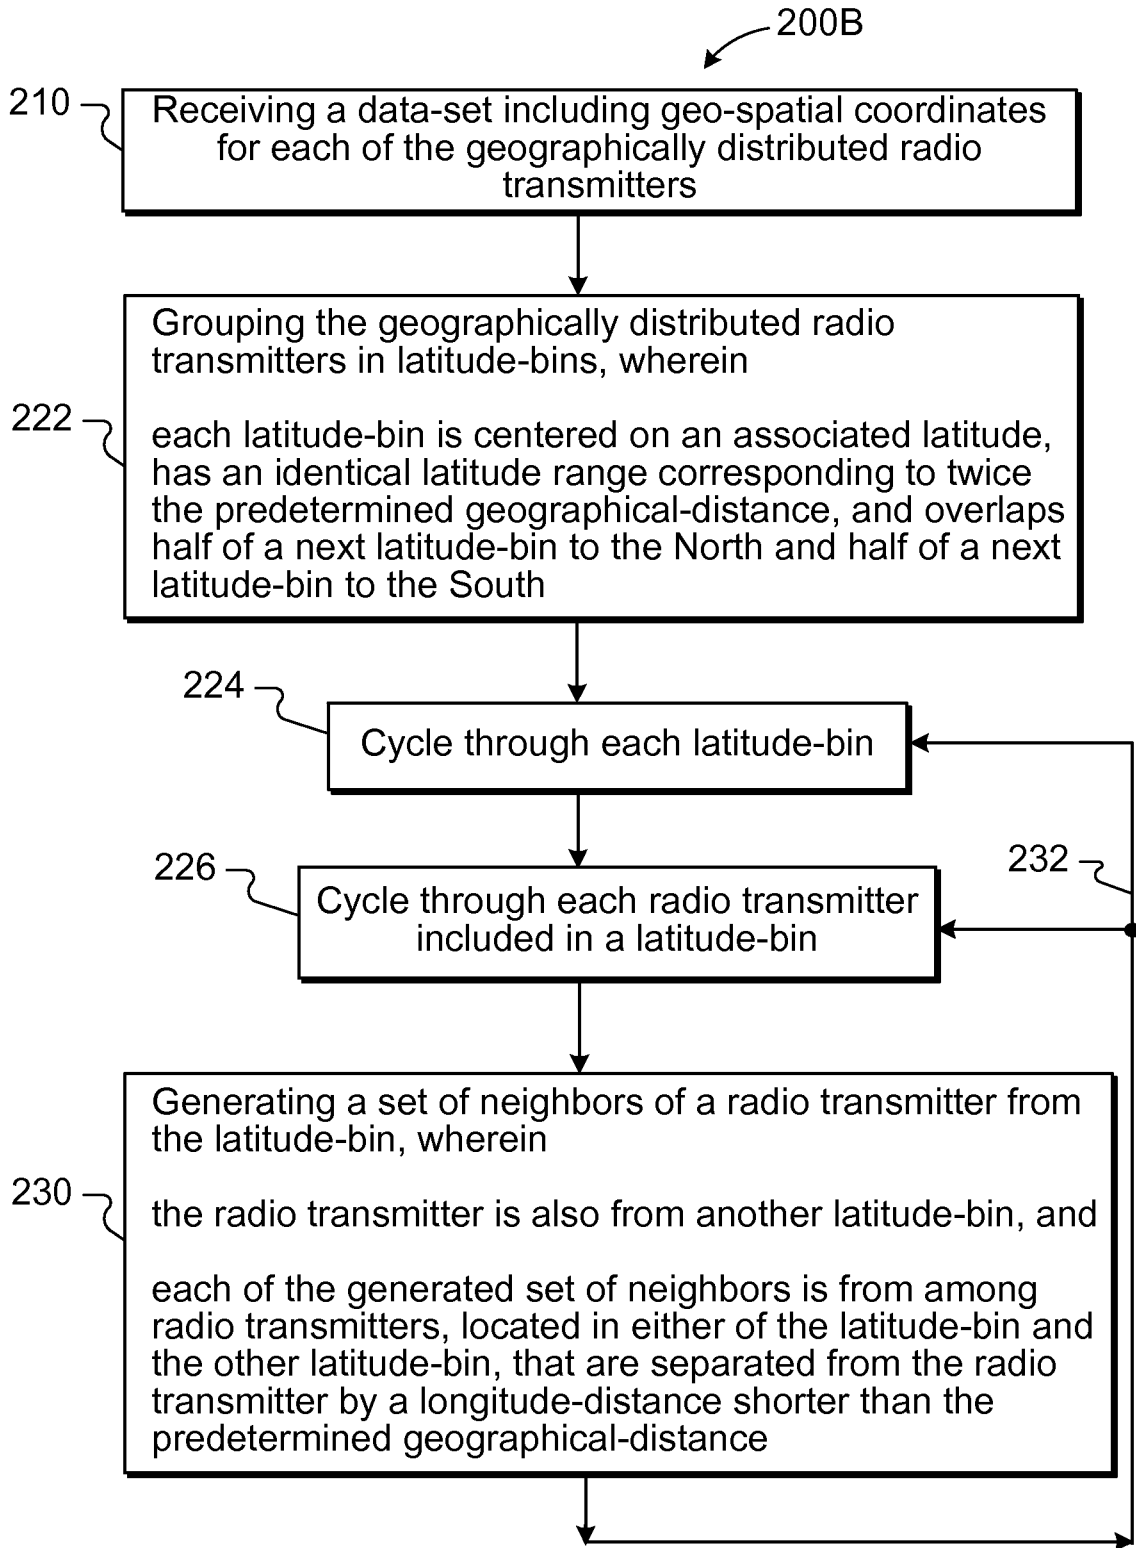 200B
210
Receiving a data-set including geo-spatial coordinates
for each of the geographically distributed radio
transmitters
222
Grouping the geographically distributed radio
transmitters in latitude-bins, wherein
each latitude-bin is centered on an associated latitude,
has an identical latitude range corresponding to twice
the predetermined geographical-distance, and overlaps
half of a next latitude-bin to the North and half of a next
latitude-bin to the South
224
Cycle through each latitude-bin
226
Cycle through each radio transmitter
included in a latitude-bin
232
230
Generating a set of neighbors of a radio transmitter from
the latitude-bin, wherein
the radio transmitter is also from another latitude-bin, and
each of the generated set of neighbors is from among
radio transmitters, located in either of the latitude-bin and
the other latitude-bin, that are separated from the radio
transmitter by a longitude-distance shorter than the
predetermined geographical-distance